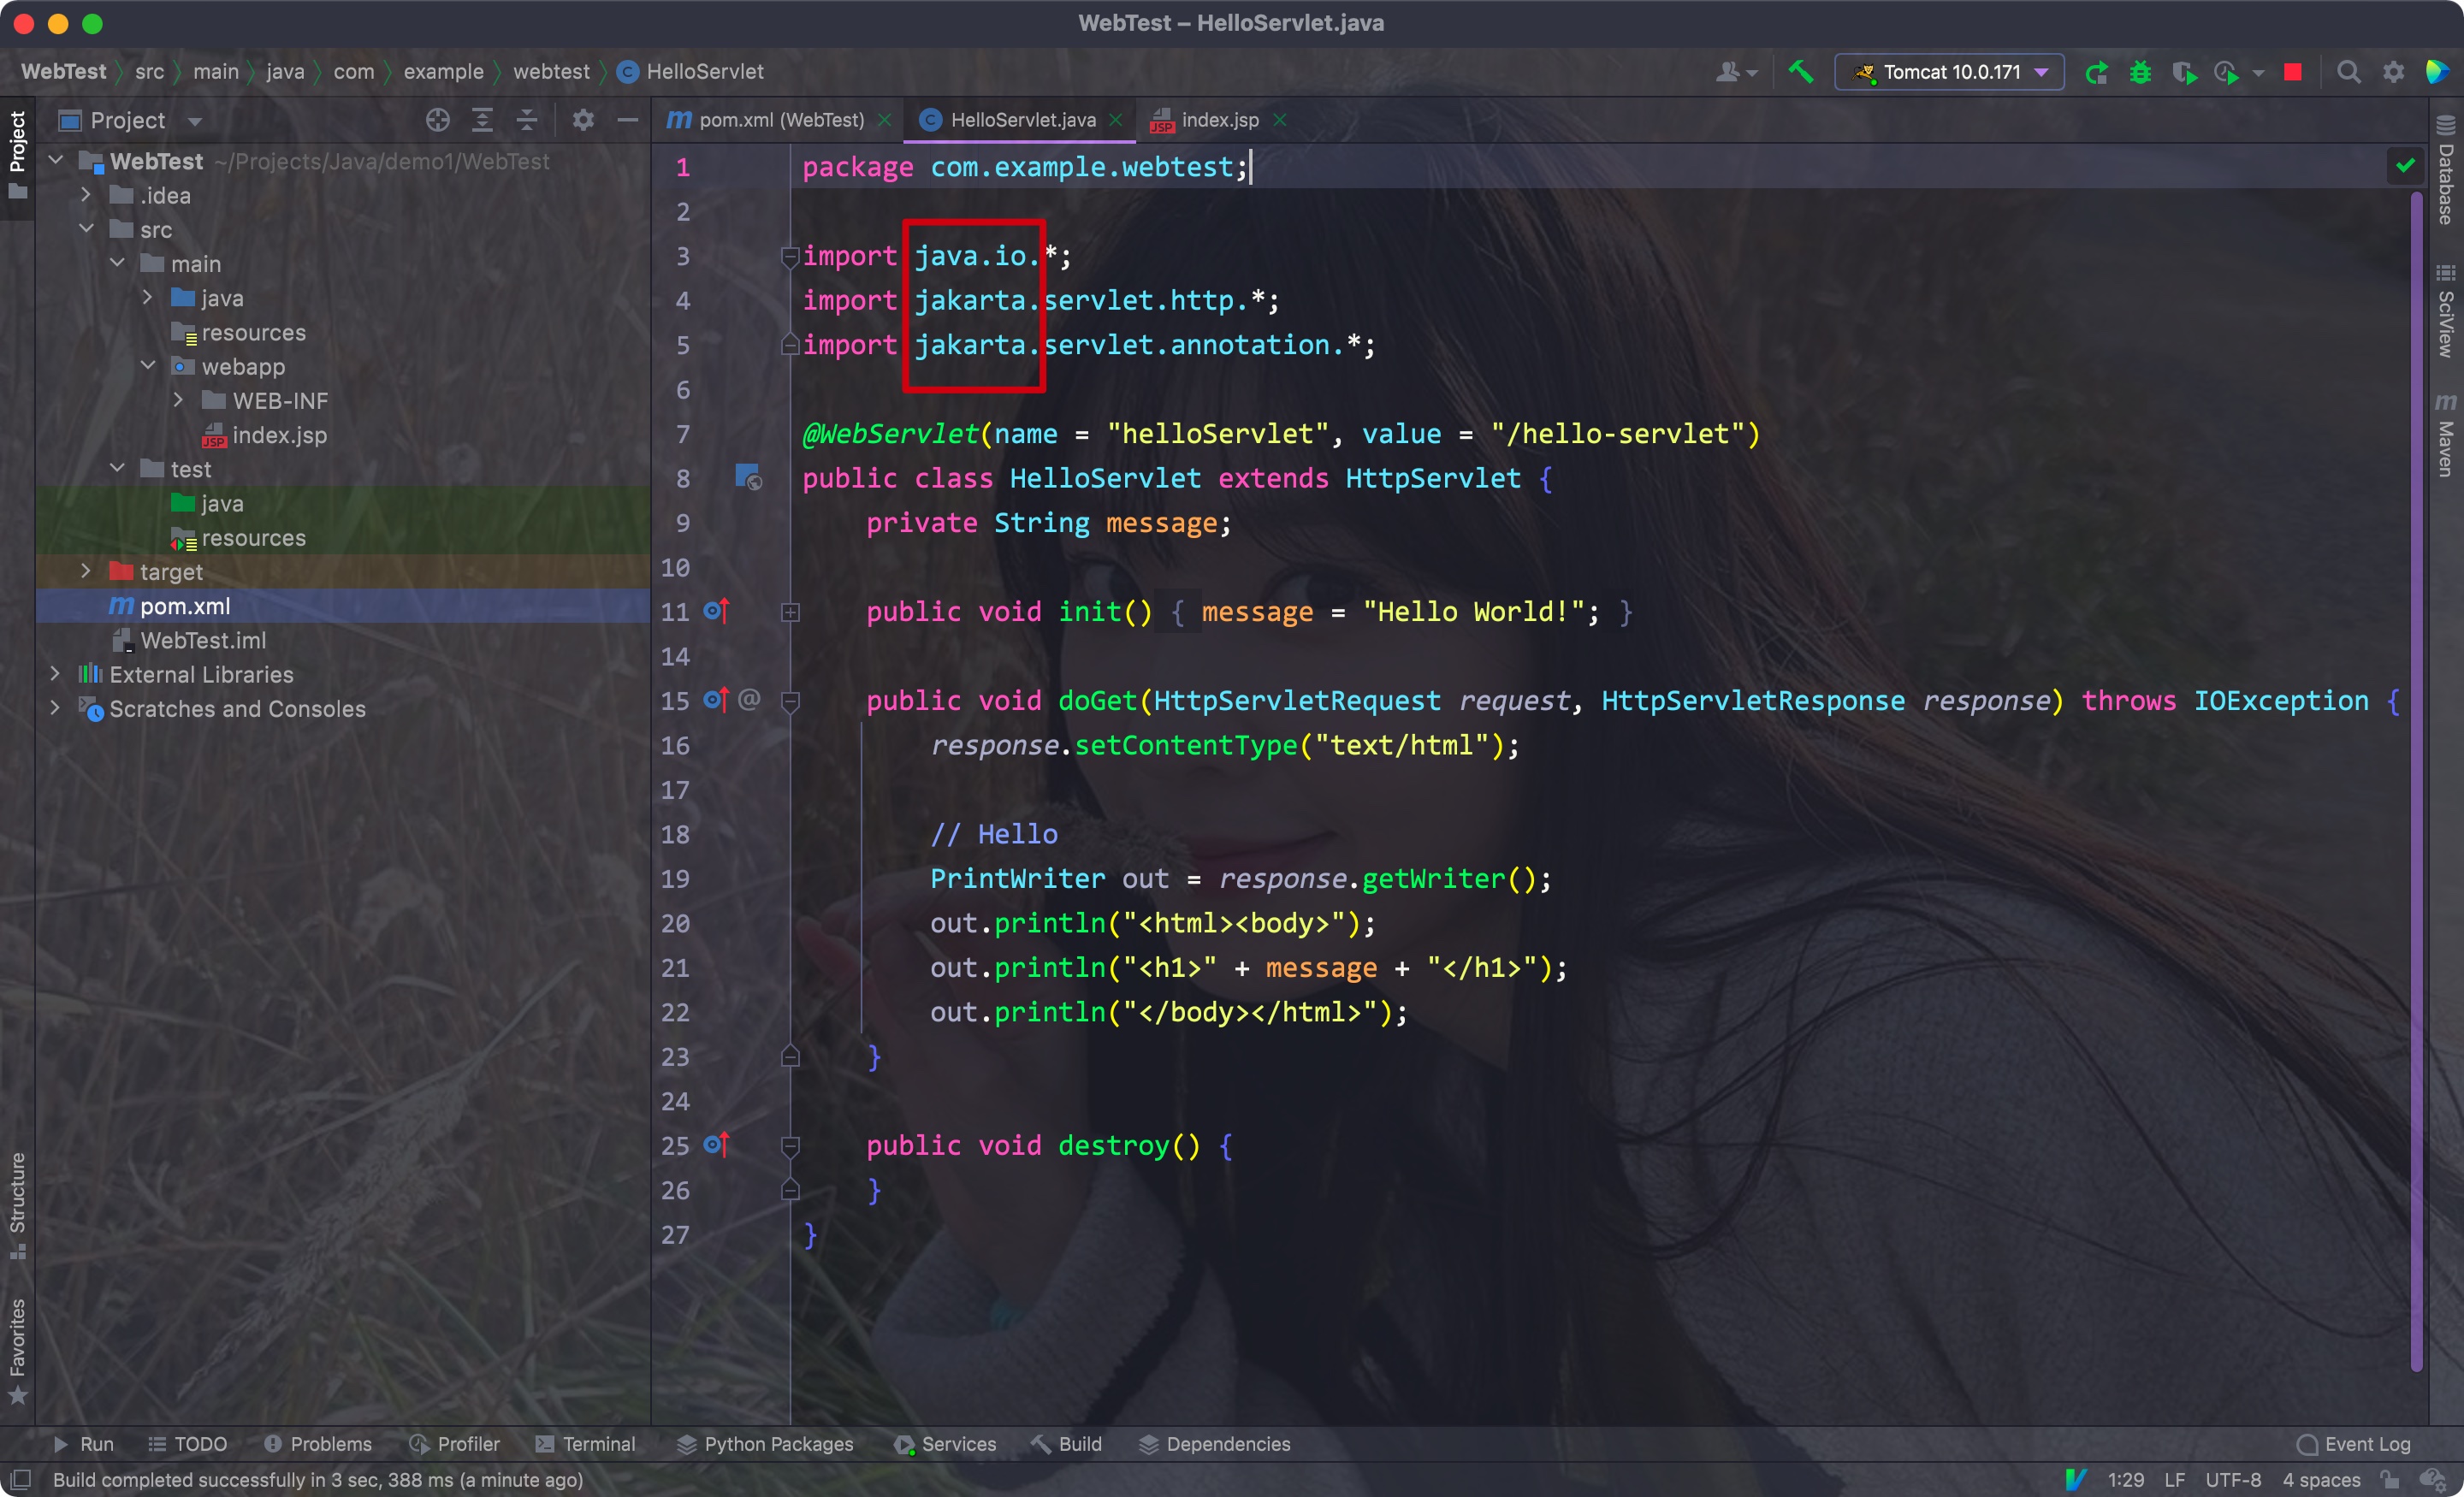 WebTest – HelloServlet.java
WebTest src main java com example webtest HelloServlet
Tomcat 10.0.171
Project
pom.xml (WebTest)
HelloServlet.java
index.jsp
Project
WebTest ~/Projects/Java/demo1/WebTest
.idea
src
main
java
resources
webapp
WEB-INF
index.jsp
test
java
resources
target
pom.xml
WebTest.iml
External Libraries
Scratches and Consoles
Structure
Favorites
1 package com.example.webtest;
2
3 import java.io.*;
4 import jakarta.servlet.http.*;
5 import jakarta.servlet.annotation.*;
6
7 @WebServlet(name = "helloServlet", value = "/hello-servlet")
8 public class HelloServlet extends HttpServlet {
9 private String message;
10
11 public void init() { message = "Hello World!"; }
14
15 @ public void doGet(HttpServletRequest request, HttpServletResponse response) throws IOException {
16 response.setContentType("text/html");
17
18 // Hello
19 PrintWriter out = response.getWriter();
20 out.println("<html><body>");
21 out.println("<h1>" + message + "</h1>");
22 out.println("</body></html>");
23 }
24
25 public void destroy() {
26 }
27 }
Database
SciView
Maven
Run TODO Problems Profiler Terminal Python Packages Services Build Dependencies Event Log
Build completed successfully in 3 sec, 388 ms (a minute ago) 1:29 LF UTF-8 4 spaces